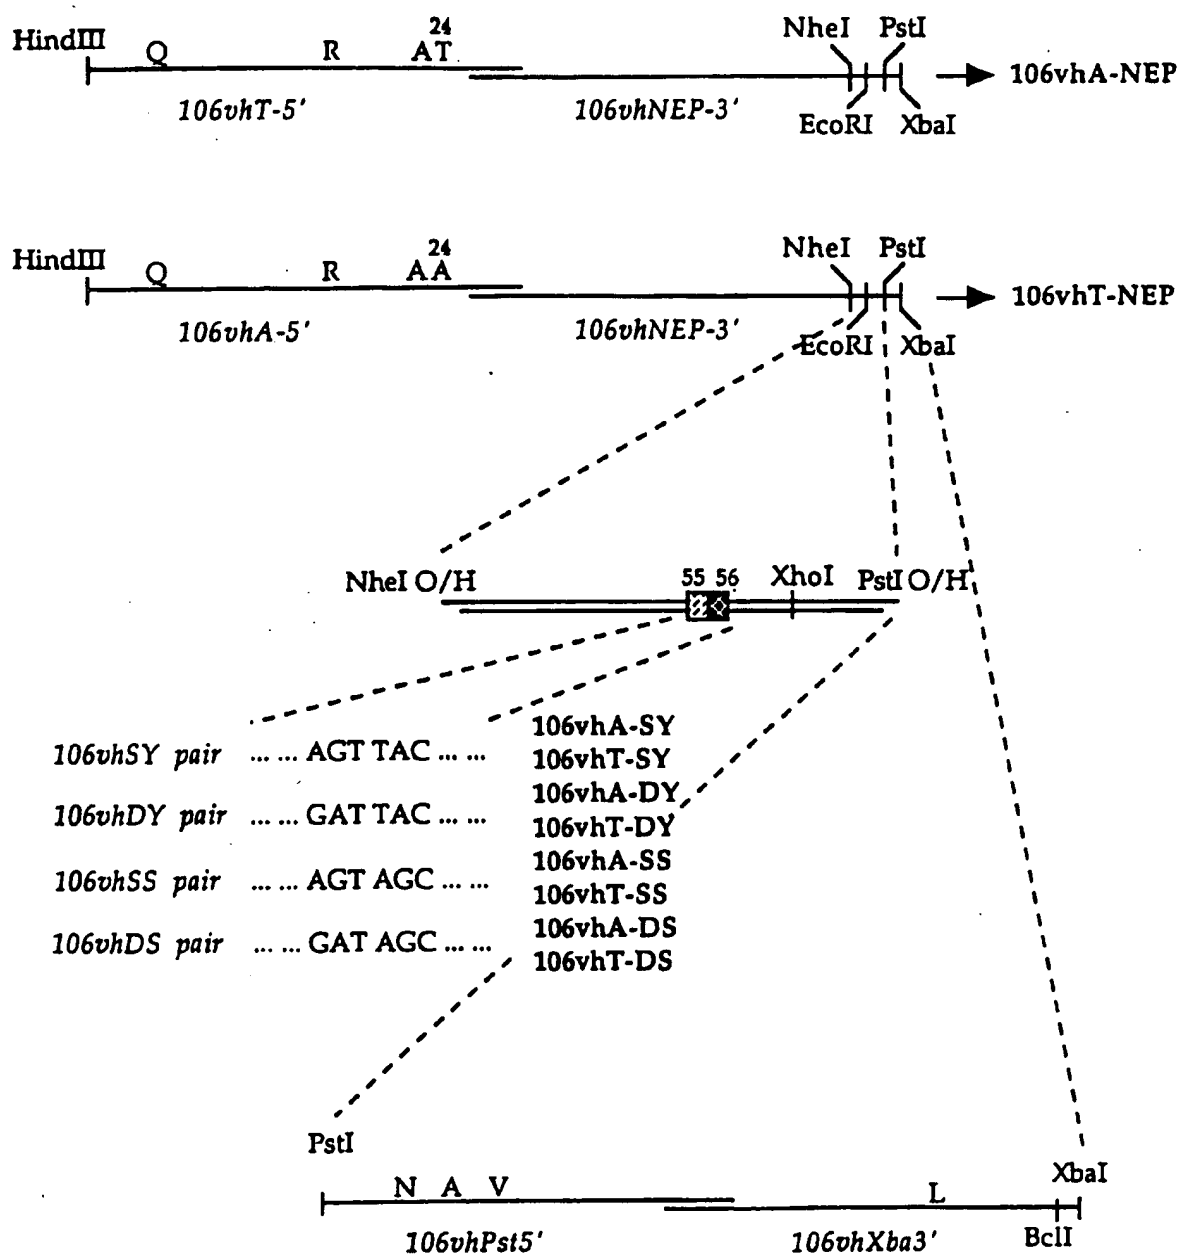 24
NheI PstI
HindIII Q R AT
106vhA-NEP
106vhT-5' 106vhNEP-3'
EcoRI XbaI
24
NheI PstI
HindIII Q R AA
106vhT-NEP
106vhA-5' 106vhNEP-3'
EcoRI XbaI
NheI O/H 55 56 XhoI PstI O/H
106vhA-SY
106vhSY pair ... ... AGT TAC ... ... 106vhT-SY
106vhA-DY
106vhDY pair ... ... GAT TAC ... ... 106vhT-DY
106vhA-SS
106vhSS pair ... ... AGT AGC ... ... 106vhT-SS
106vhA-DS
106vhDS pair ... ... GAT AGC ... ... 106vhT-DS
PstI
XbaI
N A V L
106vhPst5' 106vhXba3' BclI